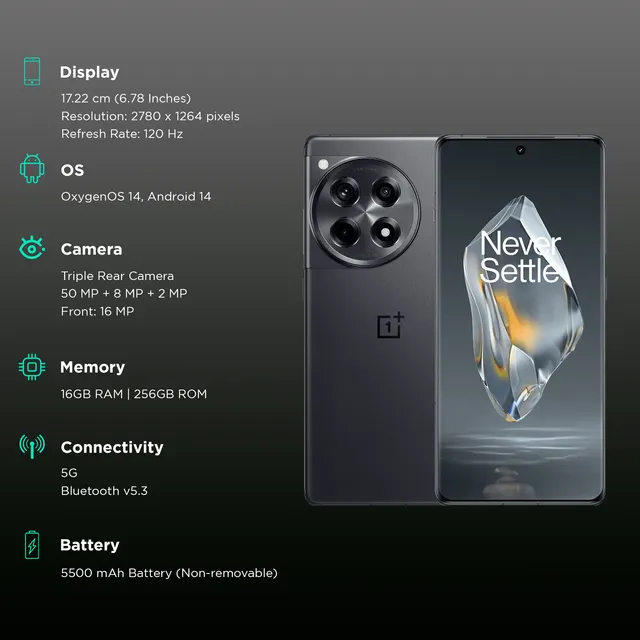 Display
17.22 cm (6.78 Inches)
Resolution: 2780 x 1264 pixels
Refresh Rate: 120 Hz
OS
OxygenOS 14, Android 14
Camera
Triple Rear Camera
50 MP + 8 MP + 2 MP
Front: 16 MP
Memory
16GB RAM | 256GB ROM
Connectivity
5G
Bluetooth v5.3
Battery
5500 mAh Battery (Non-removable)
1+
Never
Settle